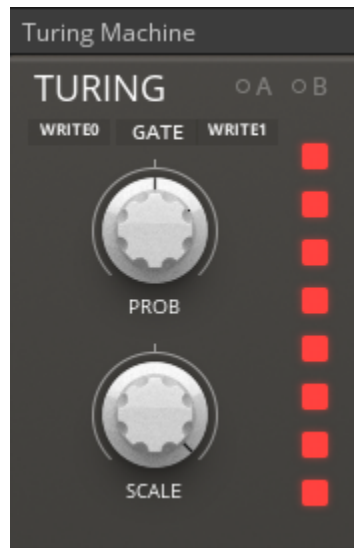 Turing Machine
TURING A B
WRITE0 GATE WRITE1
PROB
SCALE